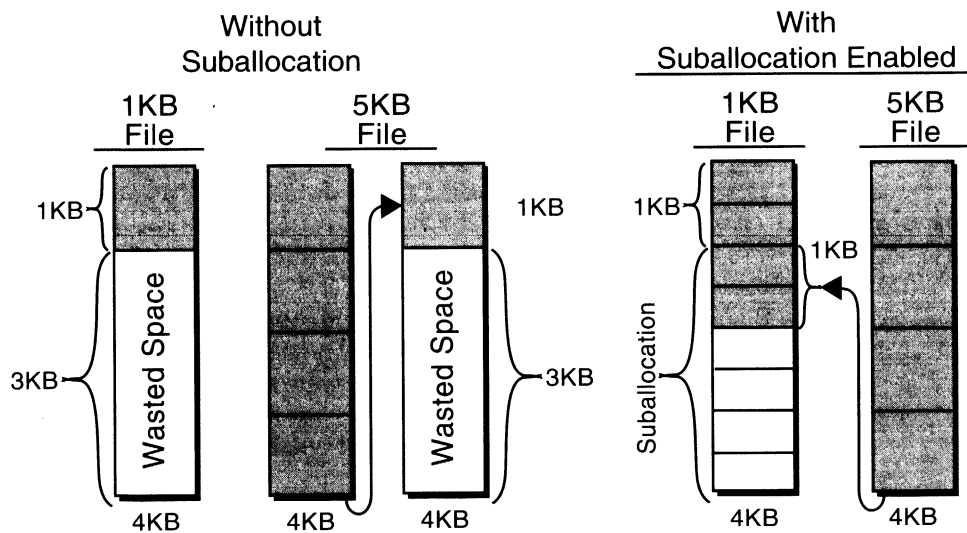 Without
Suballocation
With
Suballocation Enabled
1KB
File
5KB
File
1KB
File
5KB
File
1KB
1KB
1KB
1KB
Wasted Space
Wasted Space
Suballocation
3KB
3KB
4KB
4KB
4KB
4KB
4KB